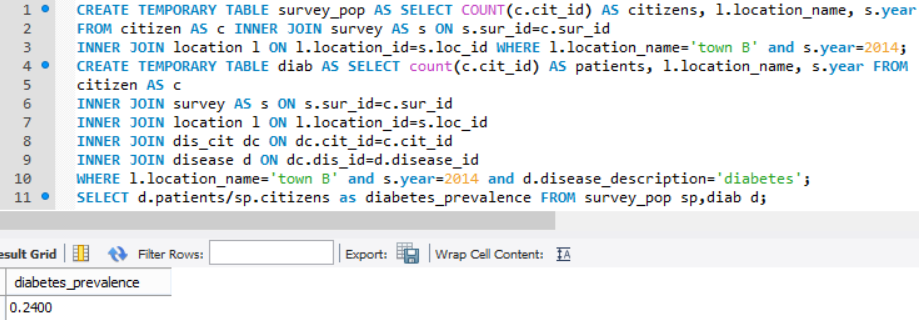 1 CREATE TEMPORARY TABLE survey_pop AS SELECT COUNT(c.cit_id) AS citizens, l.location_name, s.year
2 FROM citizen AS c INNER JOIN survey AS s ON s.sur_id=c.sur_id
3 INNER JOIN location l ON l.location_id=s.loc_id WHERE l.location_name='town B' and s.year=2014;
4 CREATE TEMPORARY TABLE diab AS SELECT count(c.cit_id) AS patients, l.location_name, s.year FROM
5 citizen AS c
6 INNER JOIN survey AS s ON s.sur_id=c.sur_id
7 INNER JOIN location l ON l.location_id=s.loc_id
8 INNER JOIN dis_cit dc ON dc.cit_id=c.cit_id
9 INNER JOIN disease d ON dc.dis_id=d.disease_id
10 WHERE l.location_name='town B' and s.year=2014 and d.disease_description='diabetes';
11 SELECT d.patients/sp.citizens as diabetes_prevalence FROM survey_pop sp,diab d;
esult Grid Filter Rows: Export: Wrap Cell Content:
diabetes_prevalence
0.2400